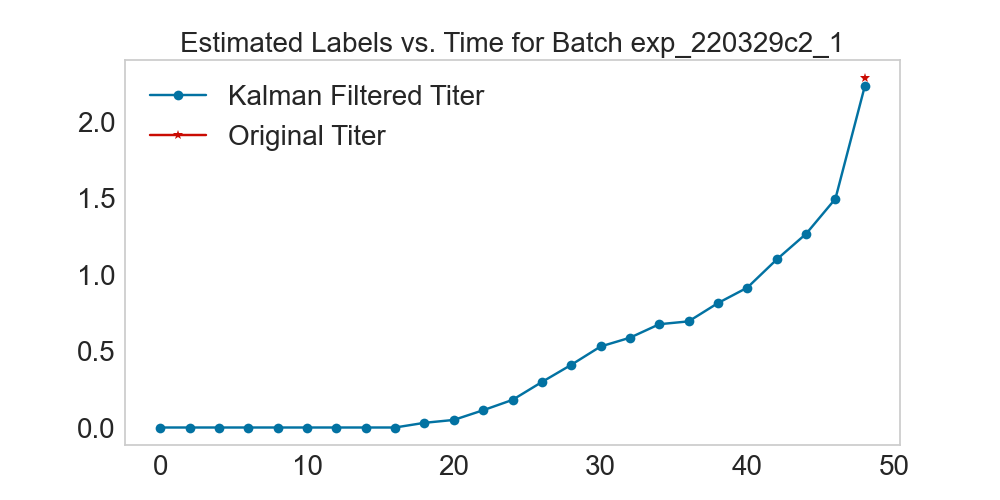 Estimated Labels vs. Time for Batch exp_220329c2_1
Kalman Filtered Titer
Original Titer
2.0
1.5
1.0
0.5
0.0
0 10 20 30 40 50